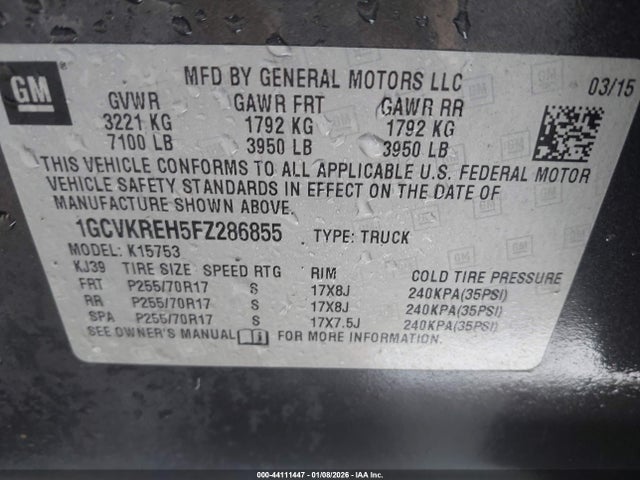 GM
MFD BY GENERAL MOTORS LLC
03/15
GVWR GAWR FRT GAWR RR
3221 KG 1792 KG 1792 KG
7100 LB 3950 LB 3950 LB
THIS VEHICLE CONFORMS TO ALL APPLICABLE U.S. FEDERAL MOTOR
VEHICLE SAFETY STANDARDS IN EFFECT ON THE DATE OF
MANUFACTURE SHOWN ABOVE.
1GCVKREH5FZ286855 TYPE: TRUCK
MODEL: K15753
KJ39 TIRE SIZE SPEED RTG RIM COLD TIRE PRESSURE
FRT P255/70R17 S 17X8J 240KPA(35PSI)
RR P255/70R17 S 17X8J 240KPA(35PSI)
SPA P255/70R17 S 17X7.5J 240KPA(35PSI)
SEE OWNER'S MANUAL FOR MORE INFORMATION.
000-44111447 - 01/08/2026 - IAA Inc.